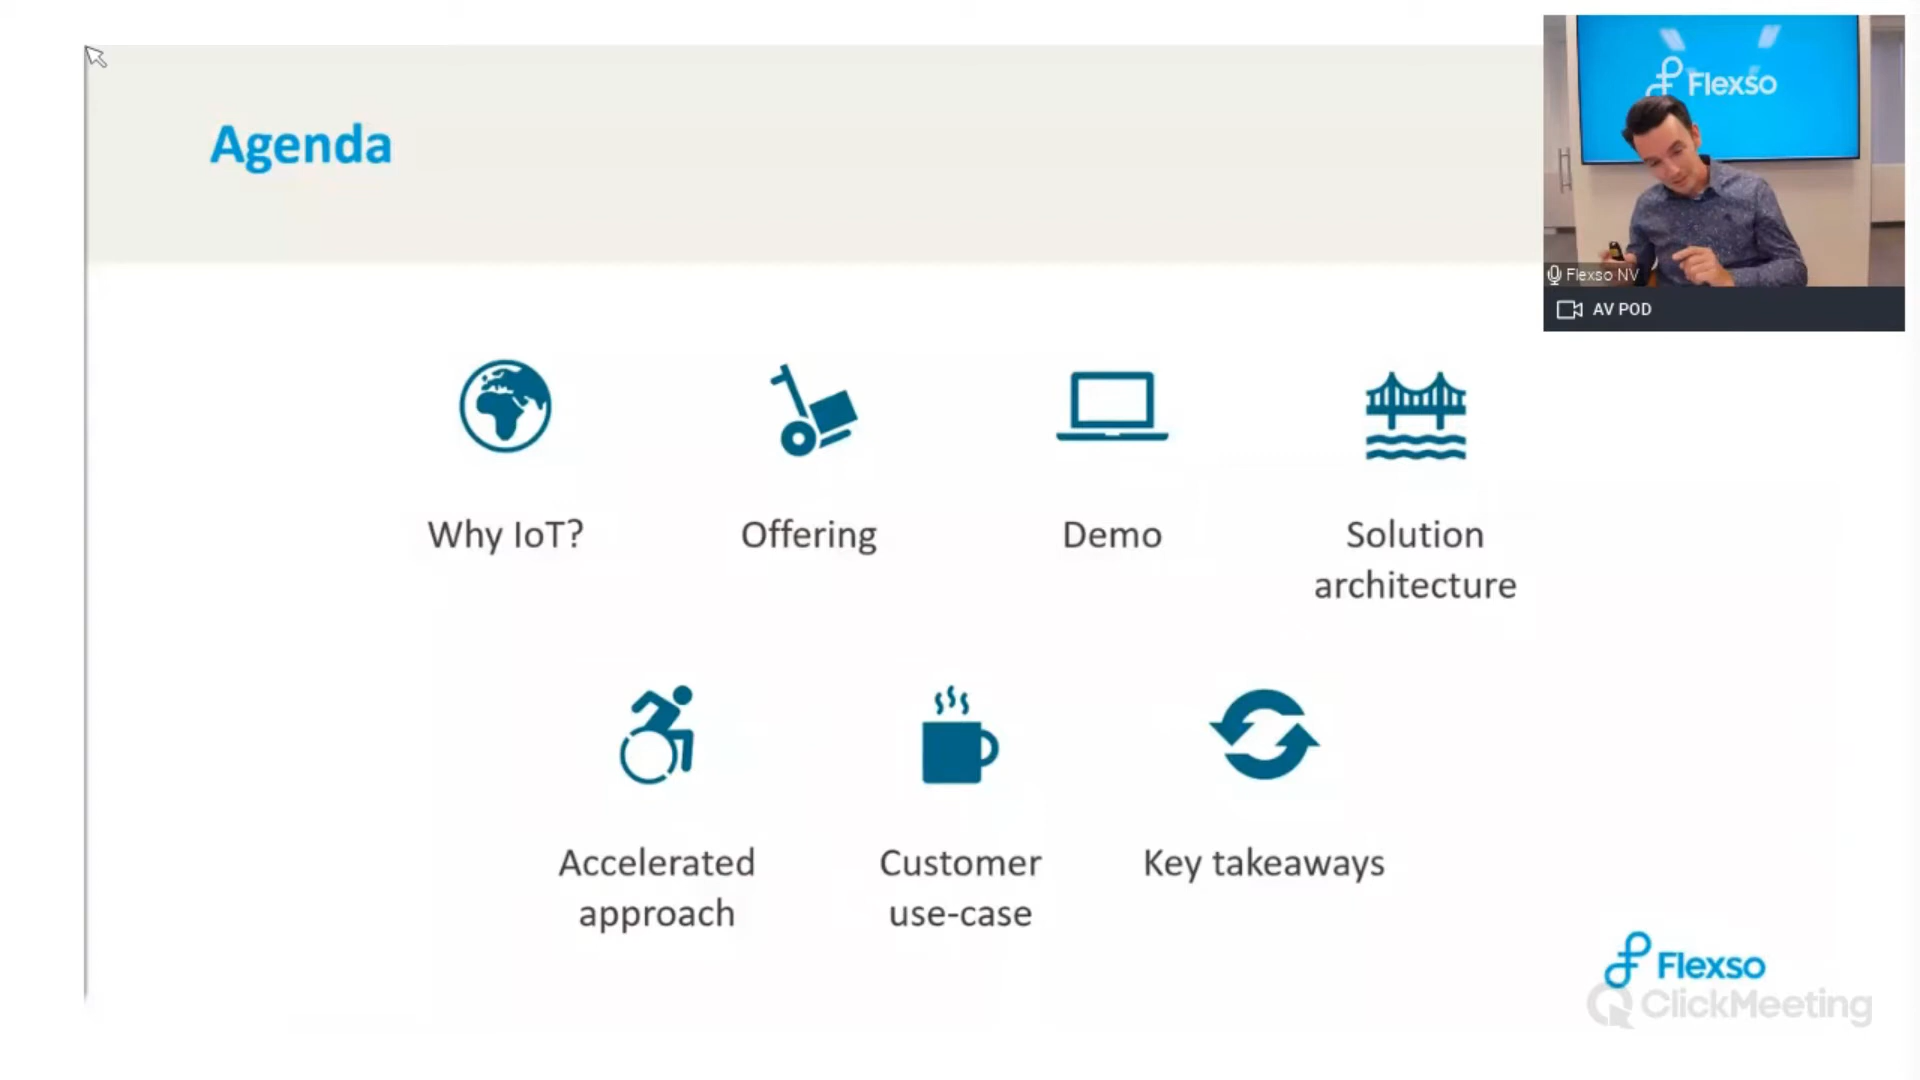 Agenda
Flexso
Flexso NV
AV POD
Why IoT?
Offering
Demo
Solution
architecture
Accelerated
approach
Customer
use-case
Key takeaways
Flexso
ClickMeeting